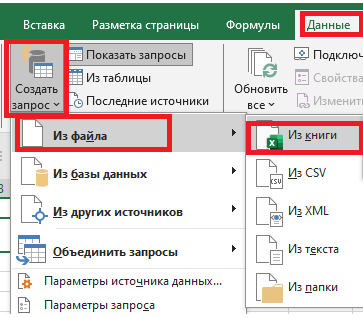 Вставка Разметка страницы Формулы Данные
Создать запрос
Показать запросы
Из таблицы
Последние источники
Обновить все
Подключ
Свойства
Из файла
Из базы данных
Из других источников
Объединить запросы
Параметры источника данных...
Параметры запроса
Из книги
Из CSV
Из XML
Из текста
Из папки